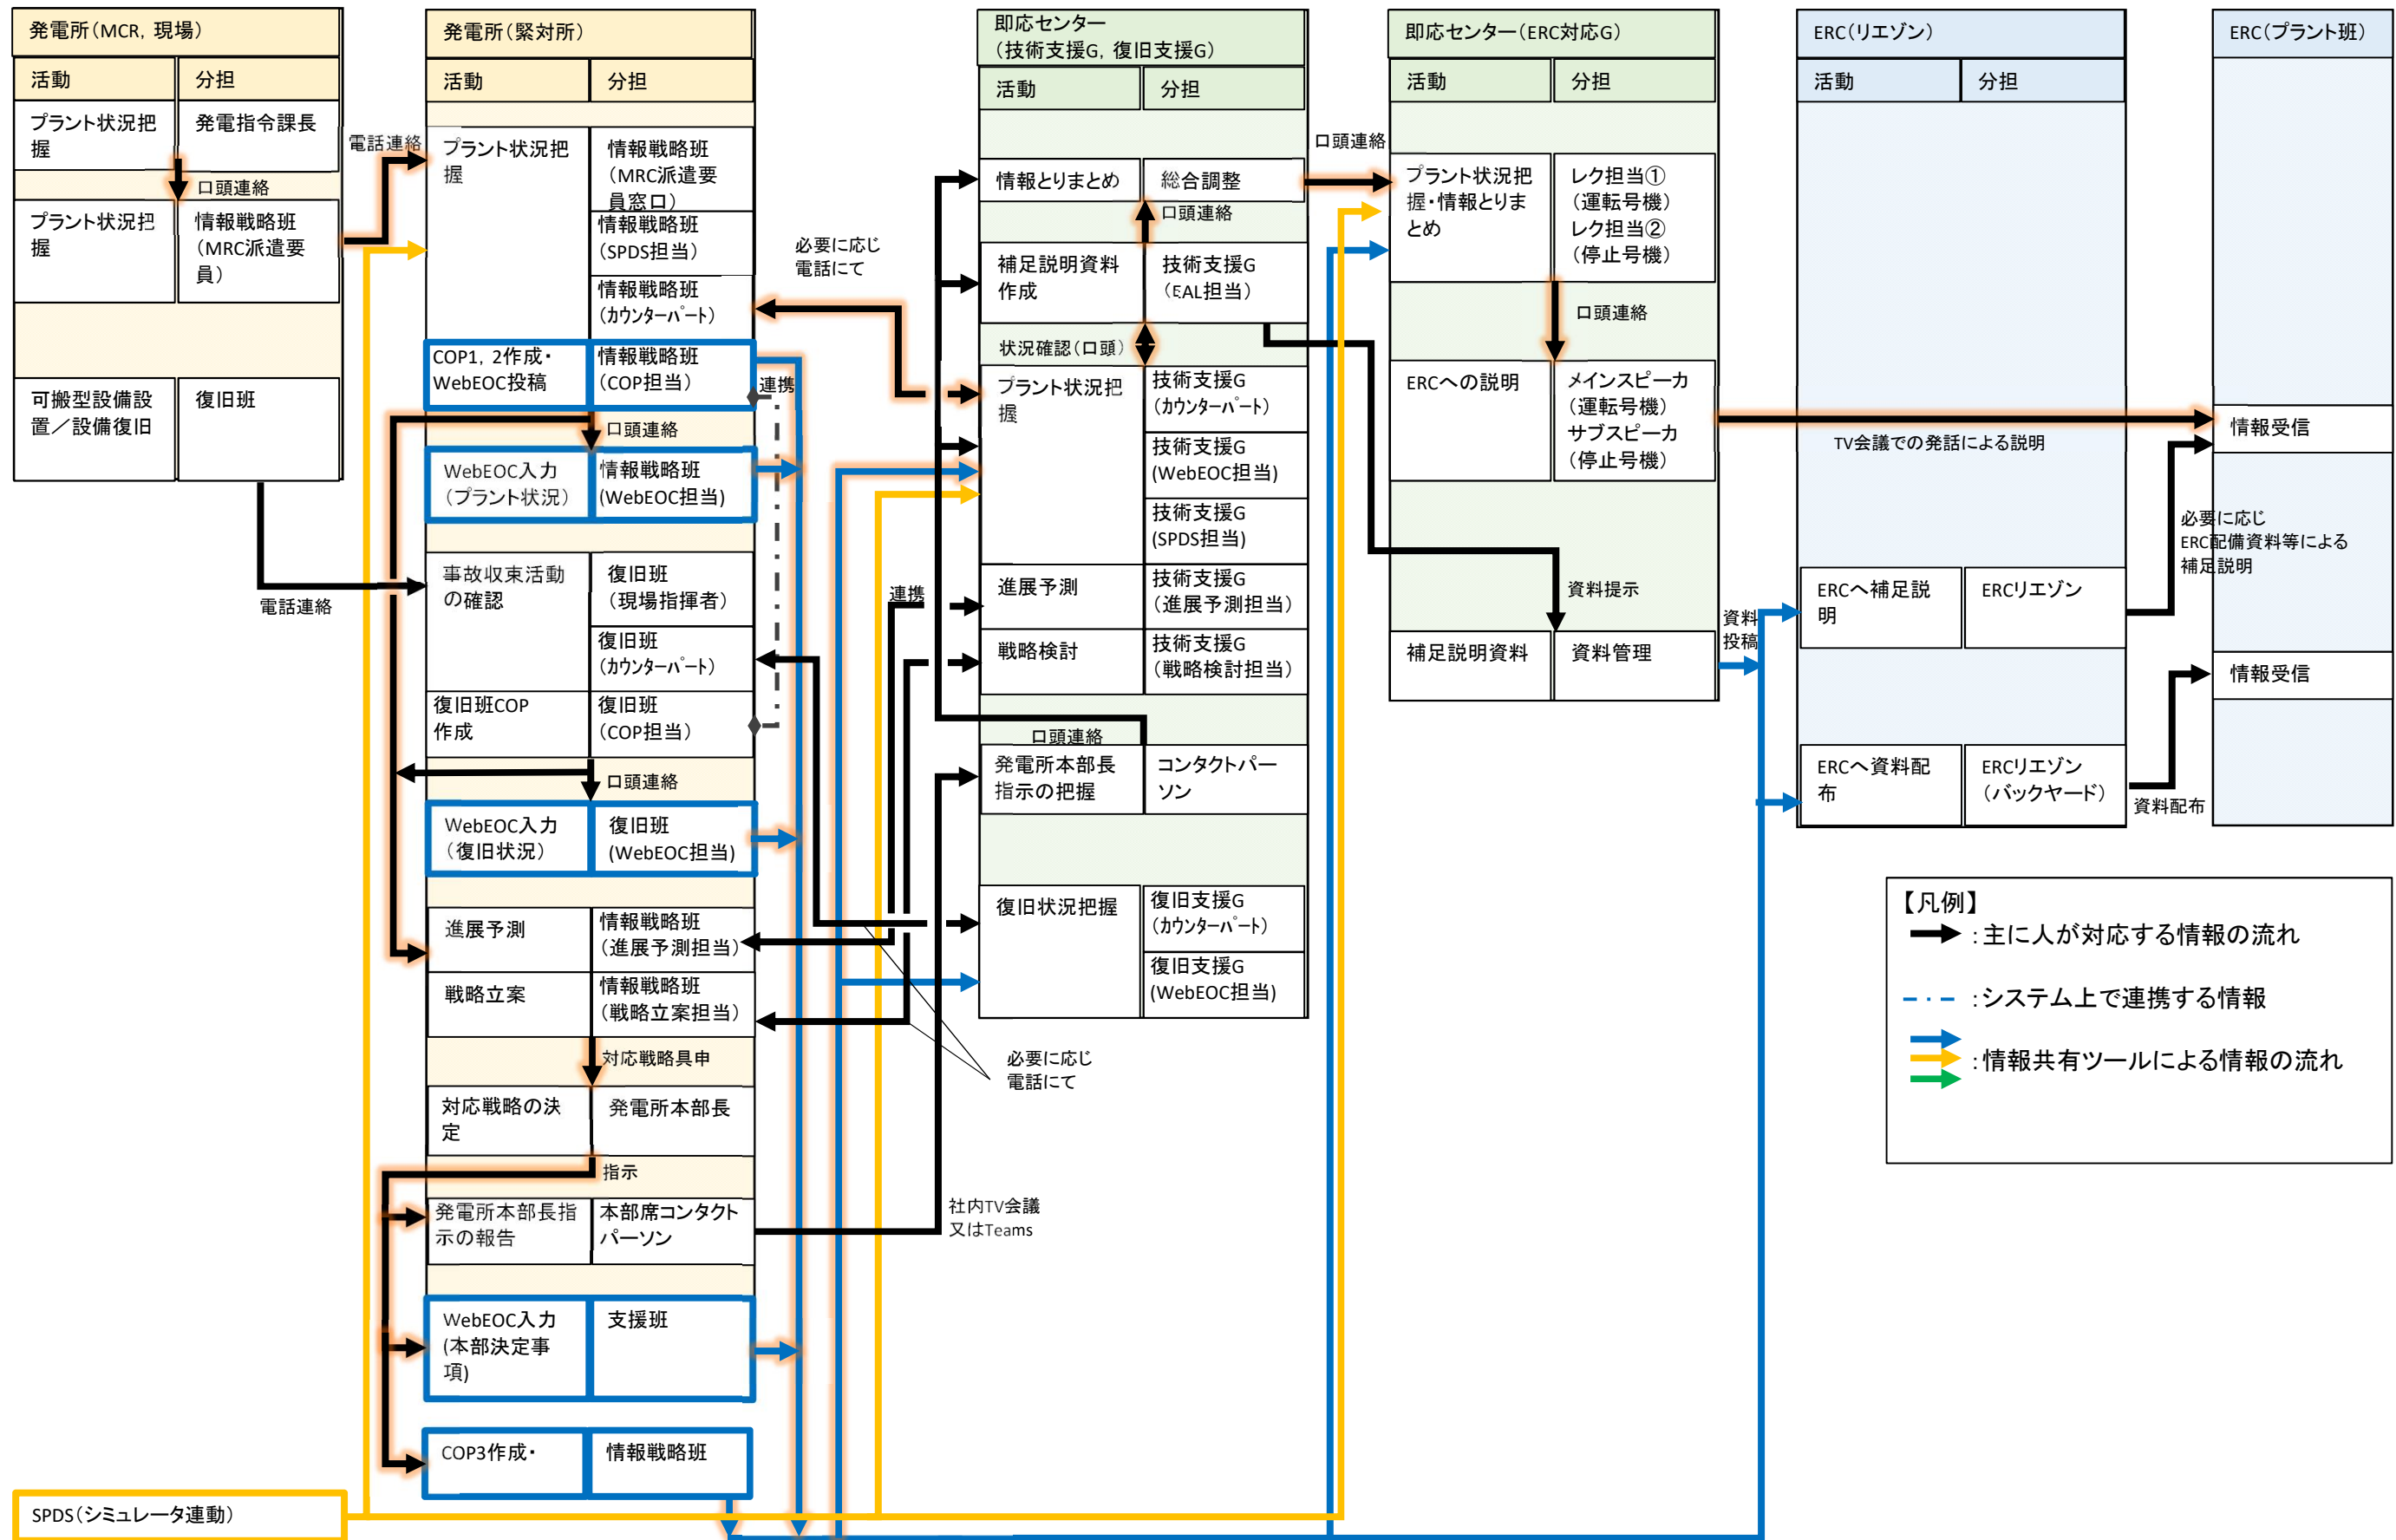 発電所（MCR，現場）
活動
分担
プラント状況把
握
発電指令課長
口頭連絡
プラント状況把
握
情報戦略班
（MRC派遣要
員）
可搬型設備設
置／設備復旧
復旧班
電話連絡
電話連絡
発電所（緊対所）
活動
分担
プラント状況把
握
情報戦略班
（MRC派遣要
員窓口）
情報戦略班
（SPDS担当）
情報戦略班
（カウンターパート）
COP1，2作成・
WebEOC投稿
情報戦略班
（COP担当）
連携
口頭連絡
WebEOC入力
（プラント状況）
情報戦略班
(WebEOC担当)
事故収束活動
の確認
復旧班
（現場指揮者）
復旧班
（カウンターパート）
復旧班COP
作成
復旧班
（COP担当）
口頭連絡
WebEOC入力
（復旧状況）
復旧班
(WebEOC担当)
進展予測
情報戦略班
（進展予測担当）
戦略立案
情報戦略班
（戦略立案担当）
対応戦略具申
対応戦略の決
定
発電所本部長
指示
発電所本部長指
示の報告
本部席コンタクト
パーソン
WebEOC入力
(本部決定事
項)
支援班
COP3作成・
情報戦略班
SPDS（シミュレータ連動）
必要に応じ
電話にて
連携
必要に応じ
電話にて
社内TV会議
又はTeams
即応センター
（技術支援G，復旧支援G）
活動
分担
情報とりまとめ
総合調整
口頭連絡
補足説明資料
作成
技術支援G
（EAL担当）
状況確認（口頭）
プラント状況把
握
技術支援G
（カウンターパート）
技術支援G
(WebEOC担当)
技術支援G
(SPDS担当)
進展予測
技術支援G
（進展予測担当）
戦略検討
技術支援G
（戦略検討担当）
口頭連絡
発電所本部長
指示の把握
コンタクトパー
ソン
復旧状況把握
復旧支援G
（カウンターパート）
復旧支援G
(WebEOC担当)
口頭連絡
即応センター（ERC対応G）
活動
分担
プラント状況把
握・情報とりま
とめ
レク担当①
（運転号機）
レク担当②
（停止号機）
口頭連絡
ERCへの説明
メインスピーカ
（運転号機）
サブスピーカ
（停止号機）
資料提示
補足説明資料
資料管理
資料
投稿
ERC（リエゾン）
活動
分担
TV会議での発話による説明
ERCへ補足説
明
ERCリエゾン
ERCへ資料配
布
ERCリエゾン
（バックヤード）
必要に応じ
ERC配備資料等による
補足説明
資料配布
ERC（プラント班）
情報受信
情報受信
【凡例】
：主に人が対応する情報の流れ
：システム上で連携する情報
：情報共有ツールによる情報の流れ